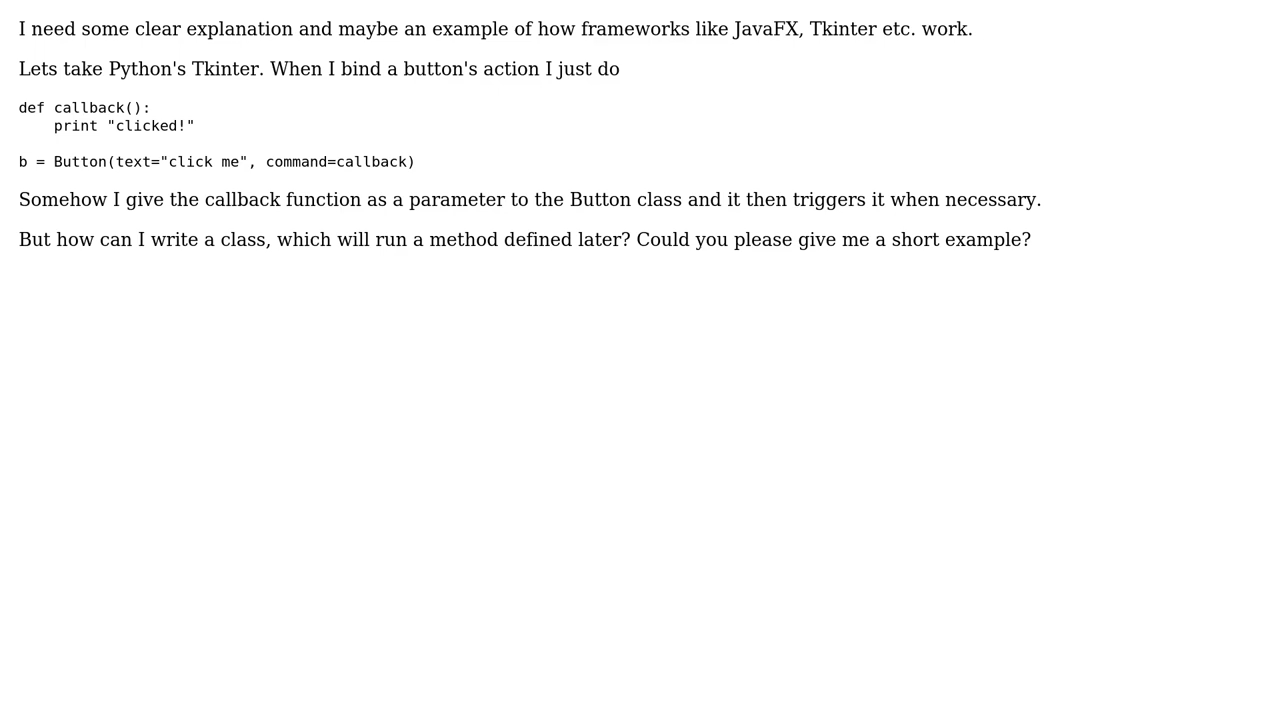 I need some clear explanation and maybe an example of how frameworks like JavaFX, Tkinter etc. work.
Lets take Python's Tkinter. When I bind a button's action I just do
def callback():
    print "clicked!"
b = Button(text="click me", command=callback)
Somehow I give the callback function as a parameter to the Button class and it then triggers it when necessary.
But how can I write a class, which will run a method defined later? Could you please give me a short example?